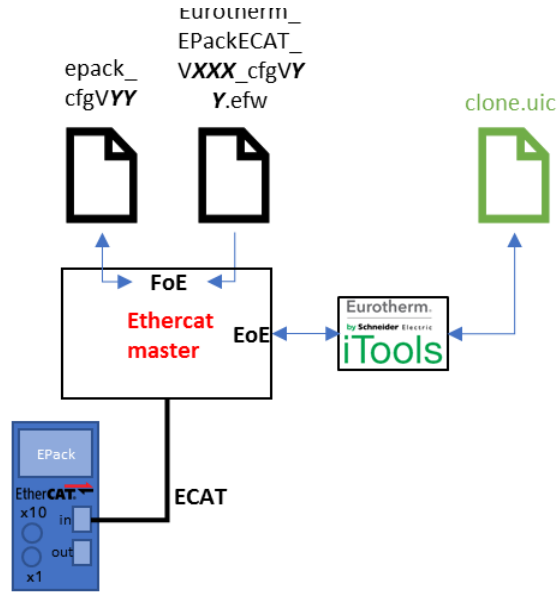 Eurotherm_
EPackECAT_
VXXX_cfgVY
Y.efw
epack_
cfgVYY
clone.uic
FoE
Ethercat
master
EoE
Eurotherm.
by Schneider Electric
iTools
EPack
EtherCAT.
x10
in
out
x1
ECAT